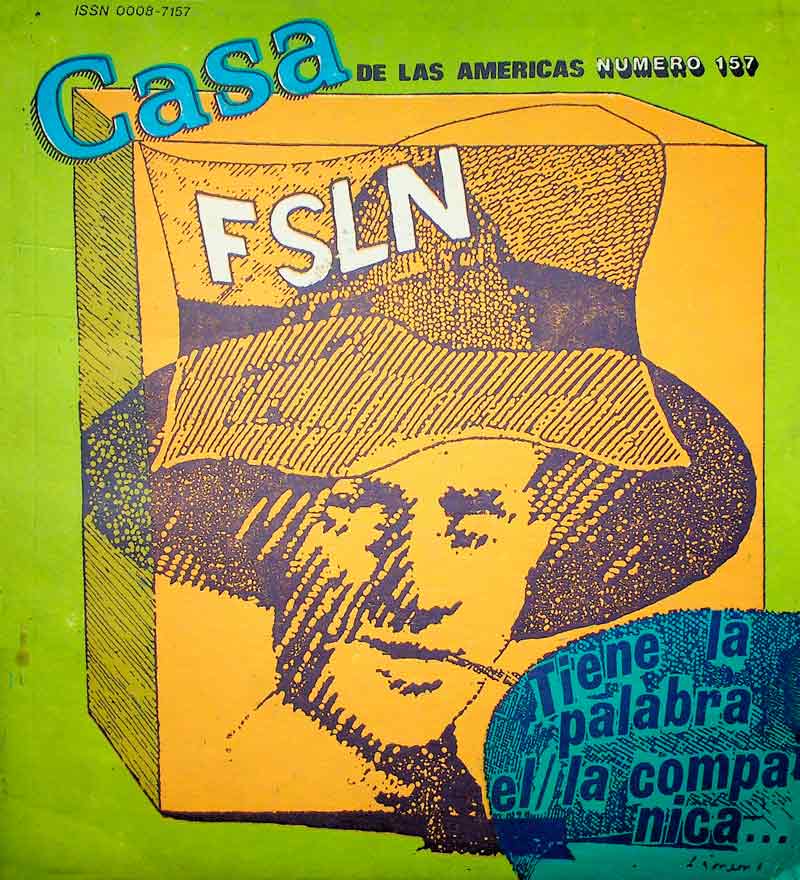 ISSN 0008-7157
Casa
DE LAS AMERICAS NUMERO 157
FSLN
Tiene la
palabra
el/la compa
nica...